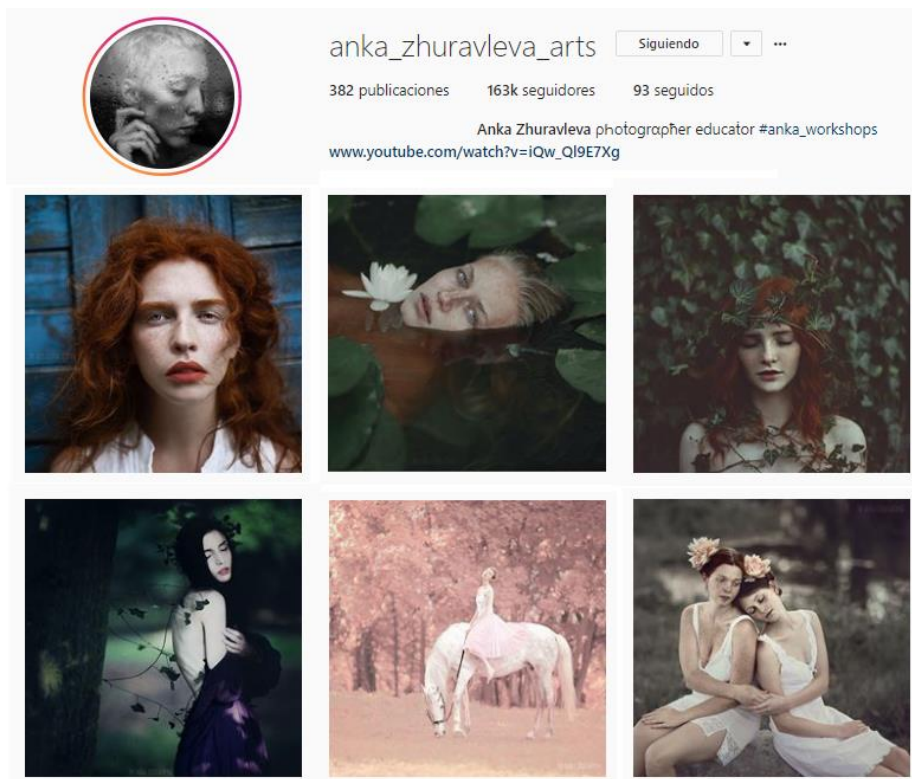 anka_zhuravleva_arts Siguiendo
382 publicaciones 163k seguidores 93 seguidos
Anka Zhuravleva photographer educator #anka_workshops
www.youtube.com/watch?v=iQw_Ql9E7Xg